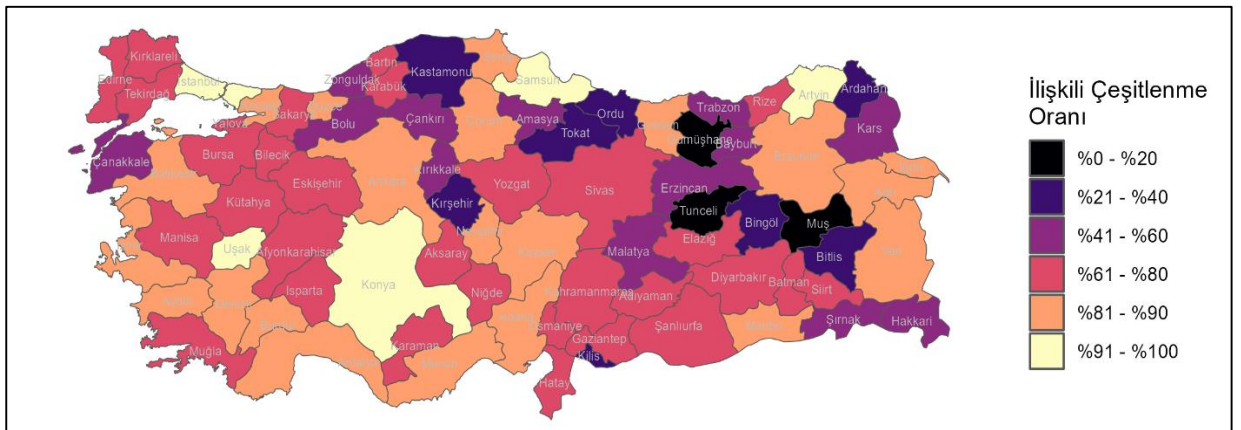 Kırklareli
Edirne
Tekirdağ
İstanbul
Zonguldak
Bartın
Karabük
Kastamonu
Samsun
Artvin
Ardahan
Yalova
Sakarya
Bolu
Çankırı
Amasya
Ordu
Tokat
Trabzon
Rize
Gümüşhane
Bayburt
Kars
Çanakkale
Bursa
Bilecik
Eskişehir
Kırıkkale
Yozgat
Sivas
Erzincan
Kütahya
Kırşehir
Tunceli
Bingöl
Muş
Manisa
Uşak
Afyonkarahisar
Aksaray
Malatya
Elazığ
Bitlis
Konya
Isparta
Niğde
Kahramanmaraş
Adıyaman
Diyarbakır
Batman
Siirt
Muğla
Karaman
Osmaniye
Gaziantep
Şanlıurfa
Şırnak
Hakkari
Kilis
Hatay
İlişkili Çeşitlenme
Oranı
%0 - %20
%21 - %40
%41 - %60
%61 - %80
%81 - %90
%91 - %100